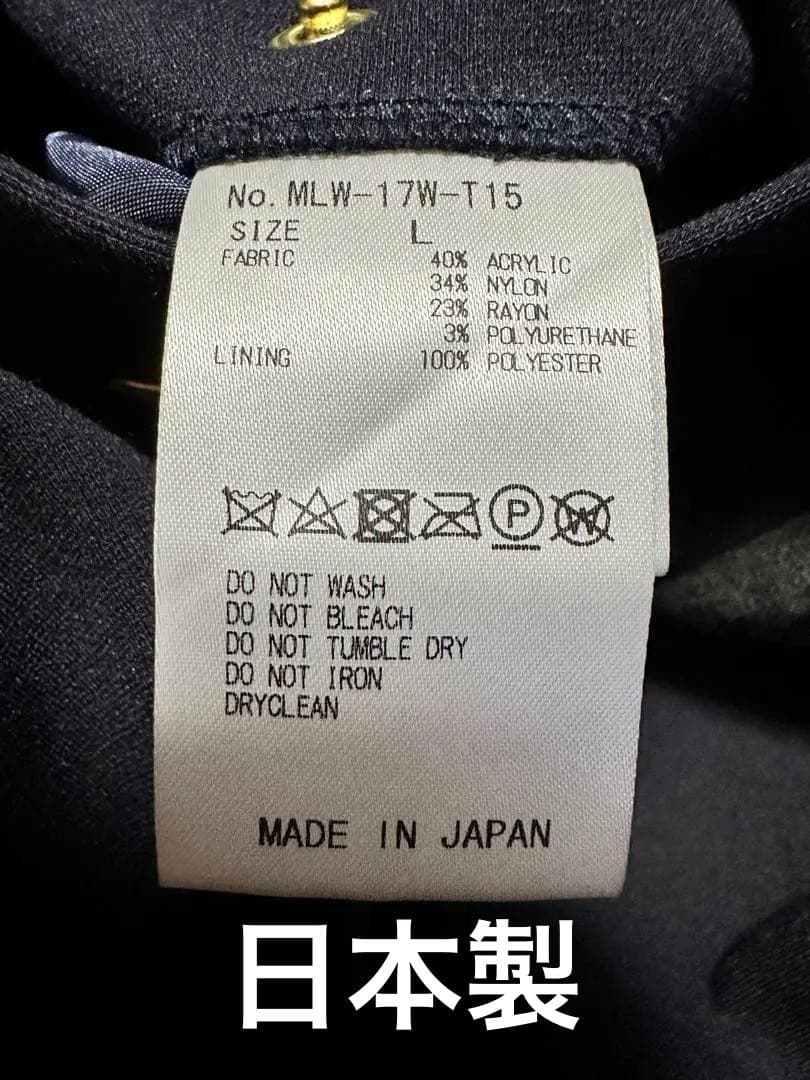 No. MLW-17W-T15
SIZE L
FABRIC 40% ACRYLIC
34% NYLON
23% RAYON
3% POLYURETHANE
LINING 100% POLYESTER
P W
DO NOT WASH
DO NOT BLEACH
DO NOT TUMBLE DRY
DO NOT IRON
DRYCLEAN
MADE IN JAPAN
日本製